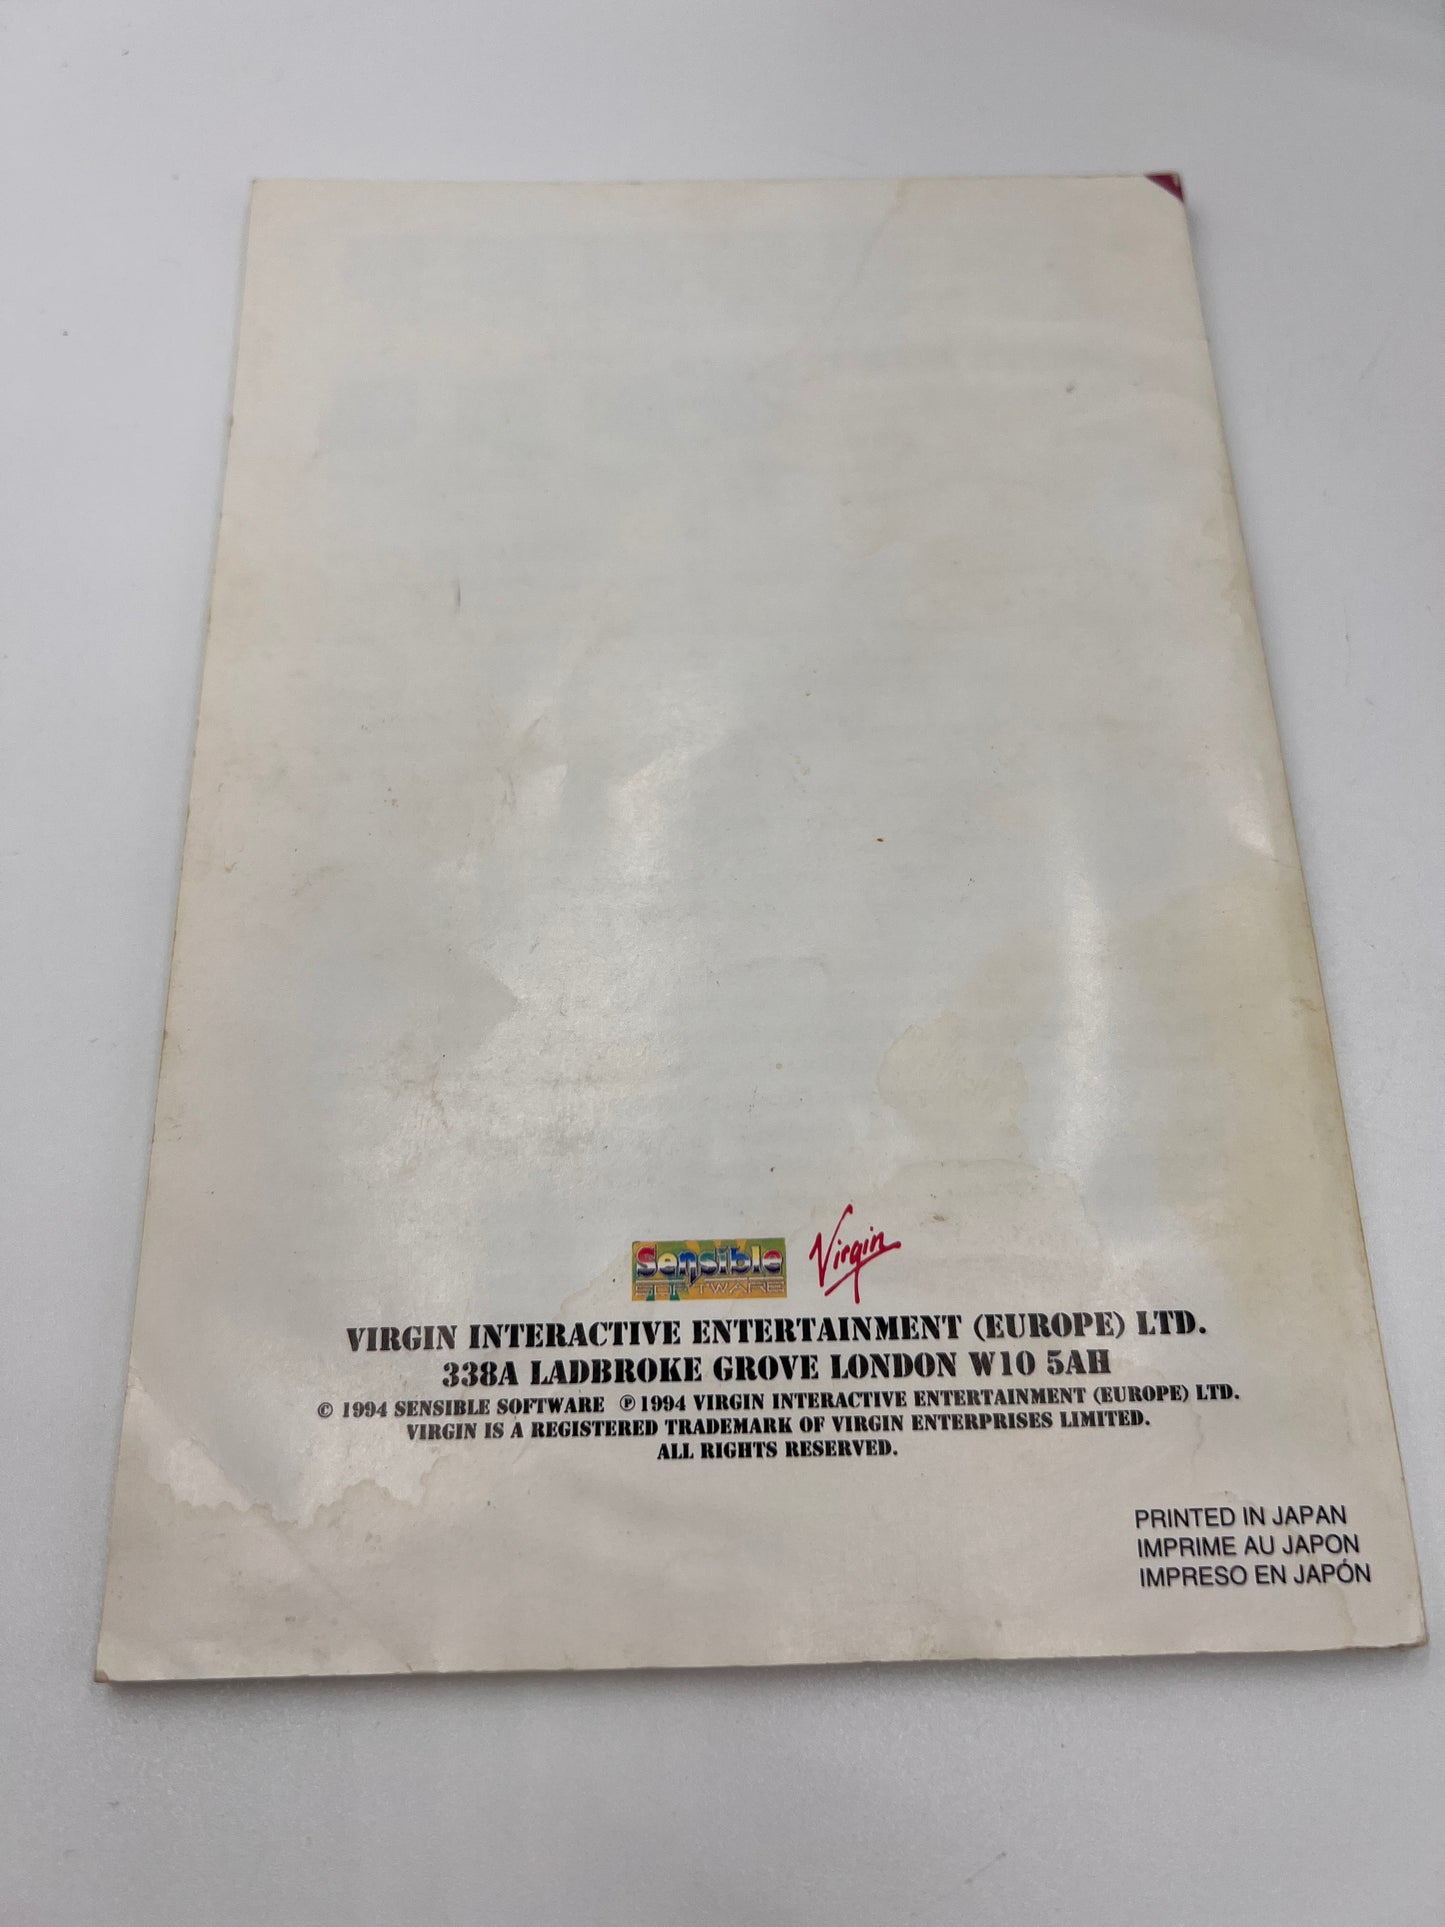 Sensible
SOFTWARE
Virgin
VIRGIN INTERACTIVE ENTERTAINMENT (EUROPE) LTD.
338A LADBROKE GROVE LONDON W10 5AH
© 1994 SENSIBLE SOFTWARE ℗ 1994 VIRGIN INTERACTIVE ENTERTAINMENT (EUROPE) LTD.
VIRGIN IS A REGISTERED TRADEMARK OF VIRGIN ENTERPRISES LIMITED.
ALL RIGHTS RESERVED.
PRINTED IN JAPAN
IMPRIME AU JAPON
IMPRESO EN JAPÓN